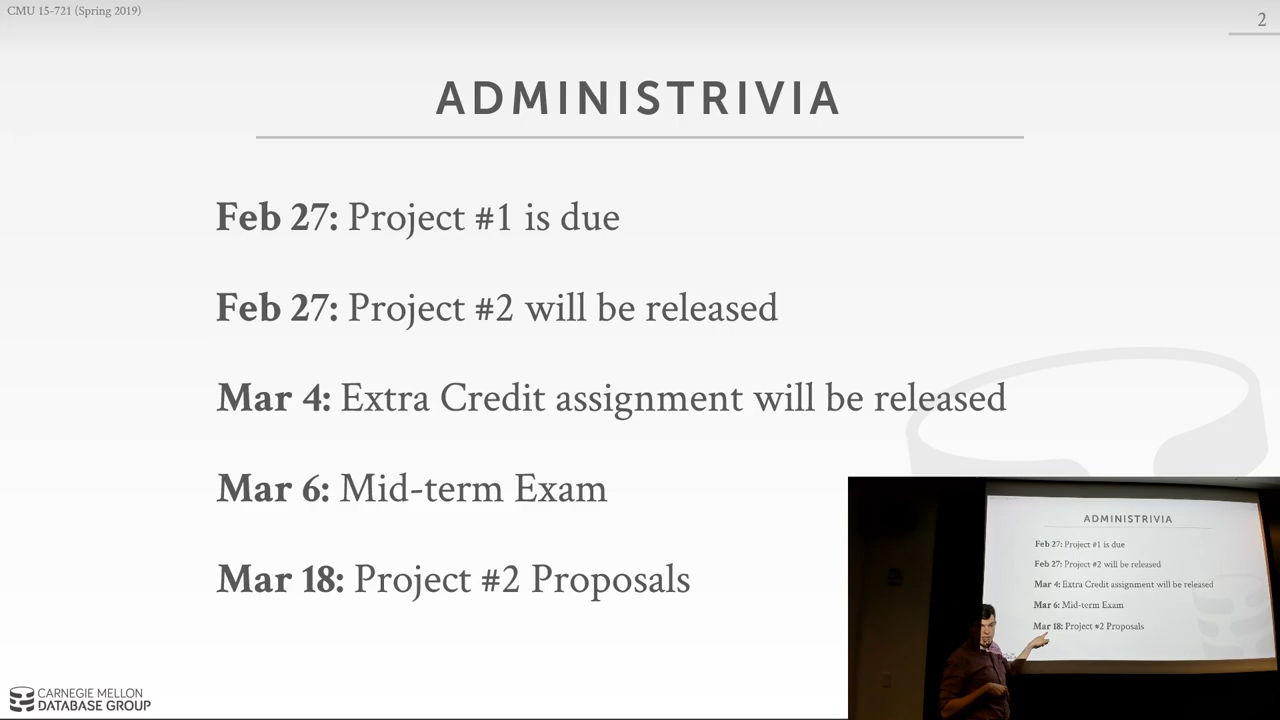 CMU 15-721 (Spring 2019)
2
ADMINISTRIVIA
Feb 27: Project #1 is due
Feb 27: Project #2 will be released
Mar 4: Extra Credit assignment will be released
Mar 6: Mid-term Exam
Mar 18: Project #2 Proposals
CARNEGIE MELLON
DATABASE GROUP
ADMINISTRIVIA
Feb 27: Project #1 is due
Feb 27: Project #2 will be released
Mar 4: Extra Credit assignment will be released
Mar 6: Mid-term Exam
Mar 18: Project #2 Proposals